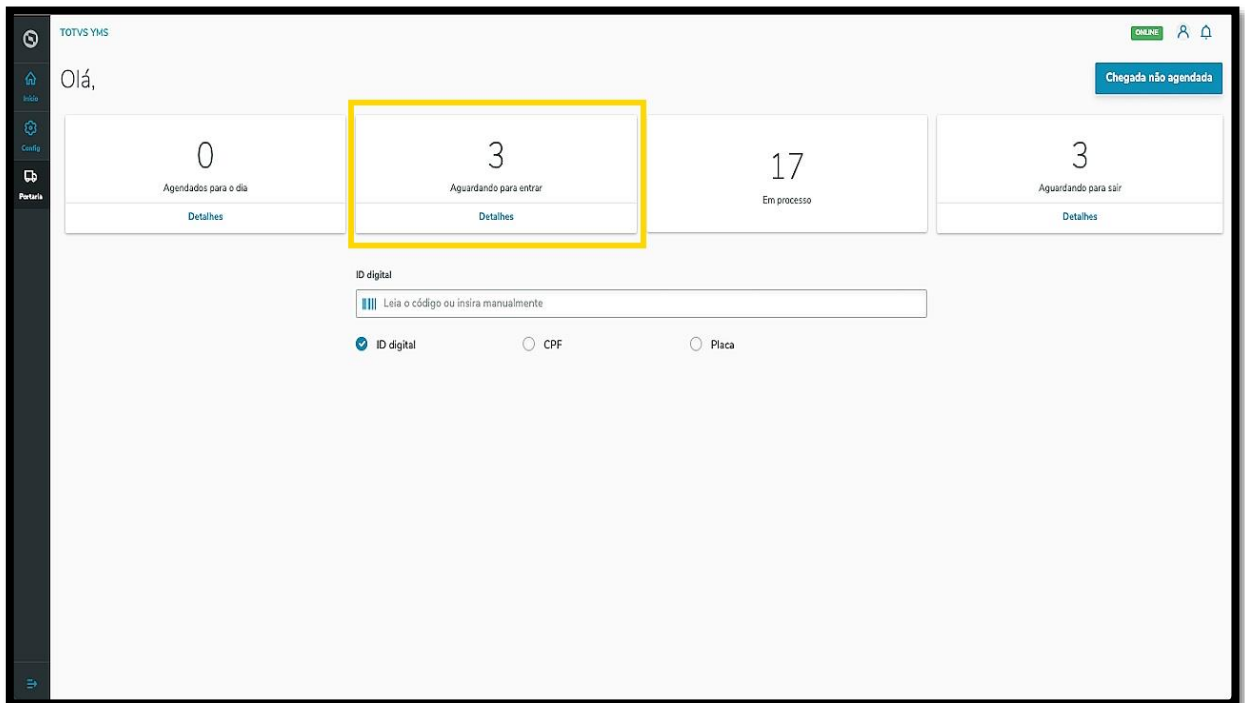 TOTVS YMS
ONLINE
Início
Config
Portaria
Olá,
Chegada não agendada
0
Agendados para o dia
Detalhes
3
Aguardando para entrar
Detalhes
17
Em processo
3
Aguardando para sair
Detalhes
ID digital
Leia o código ou insira manualmente
ID digital
CPF
Placa